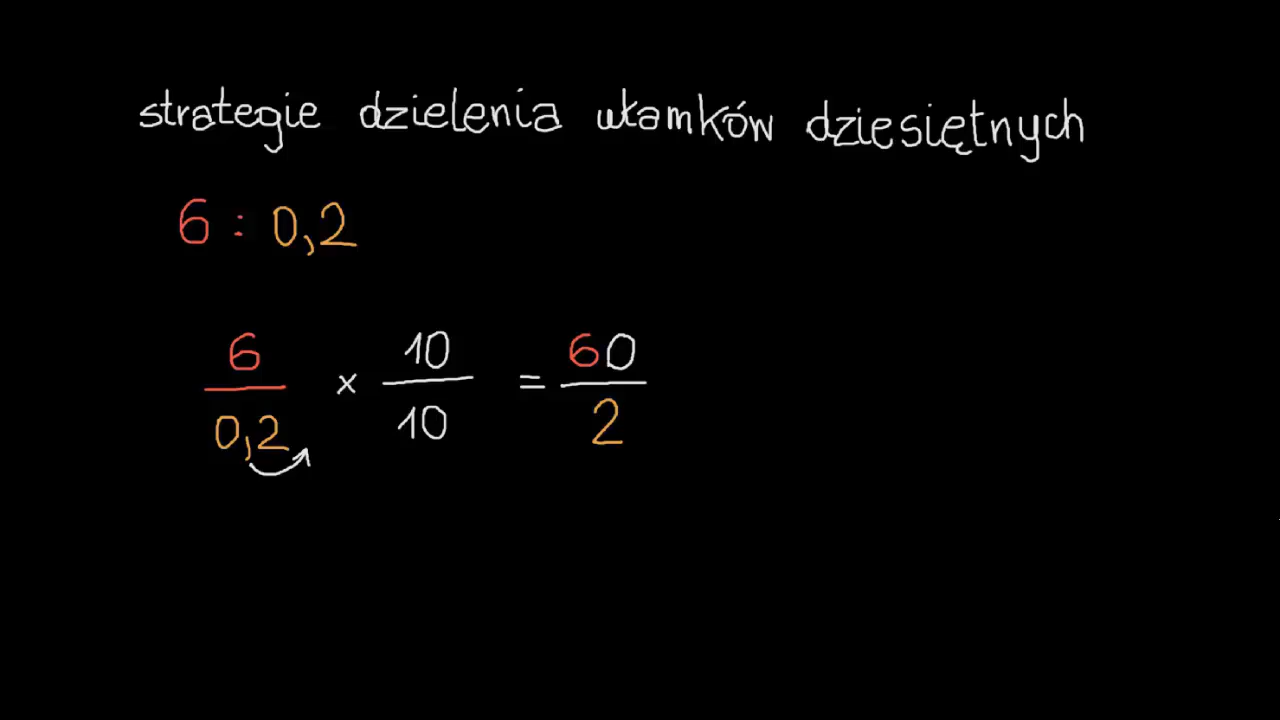 strategie dzielenia ułamków dziesiętnych
6 : 0,2
6/0,2 × 10/10 = 60/2